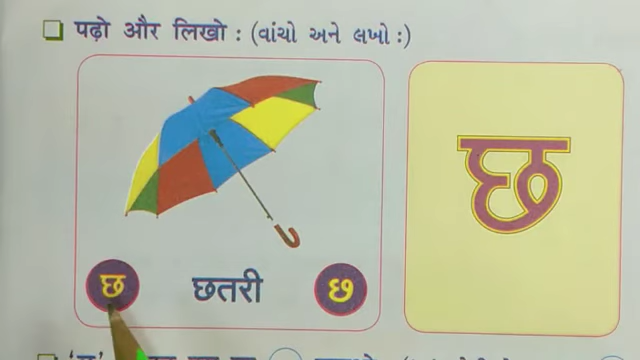 पढ़ो और लिखो : (વાંચો અને લખો :)
छ
छ छतरी છ